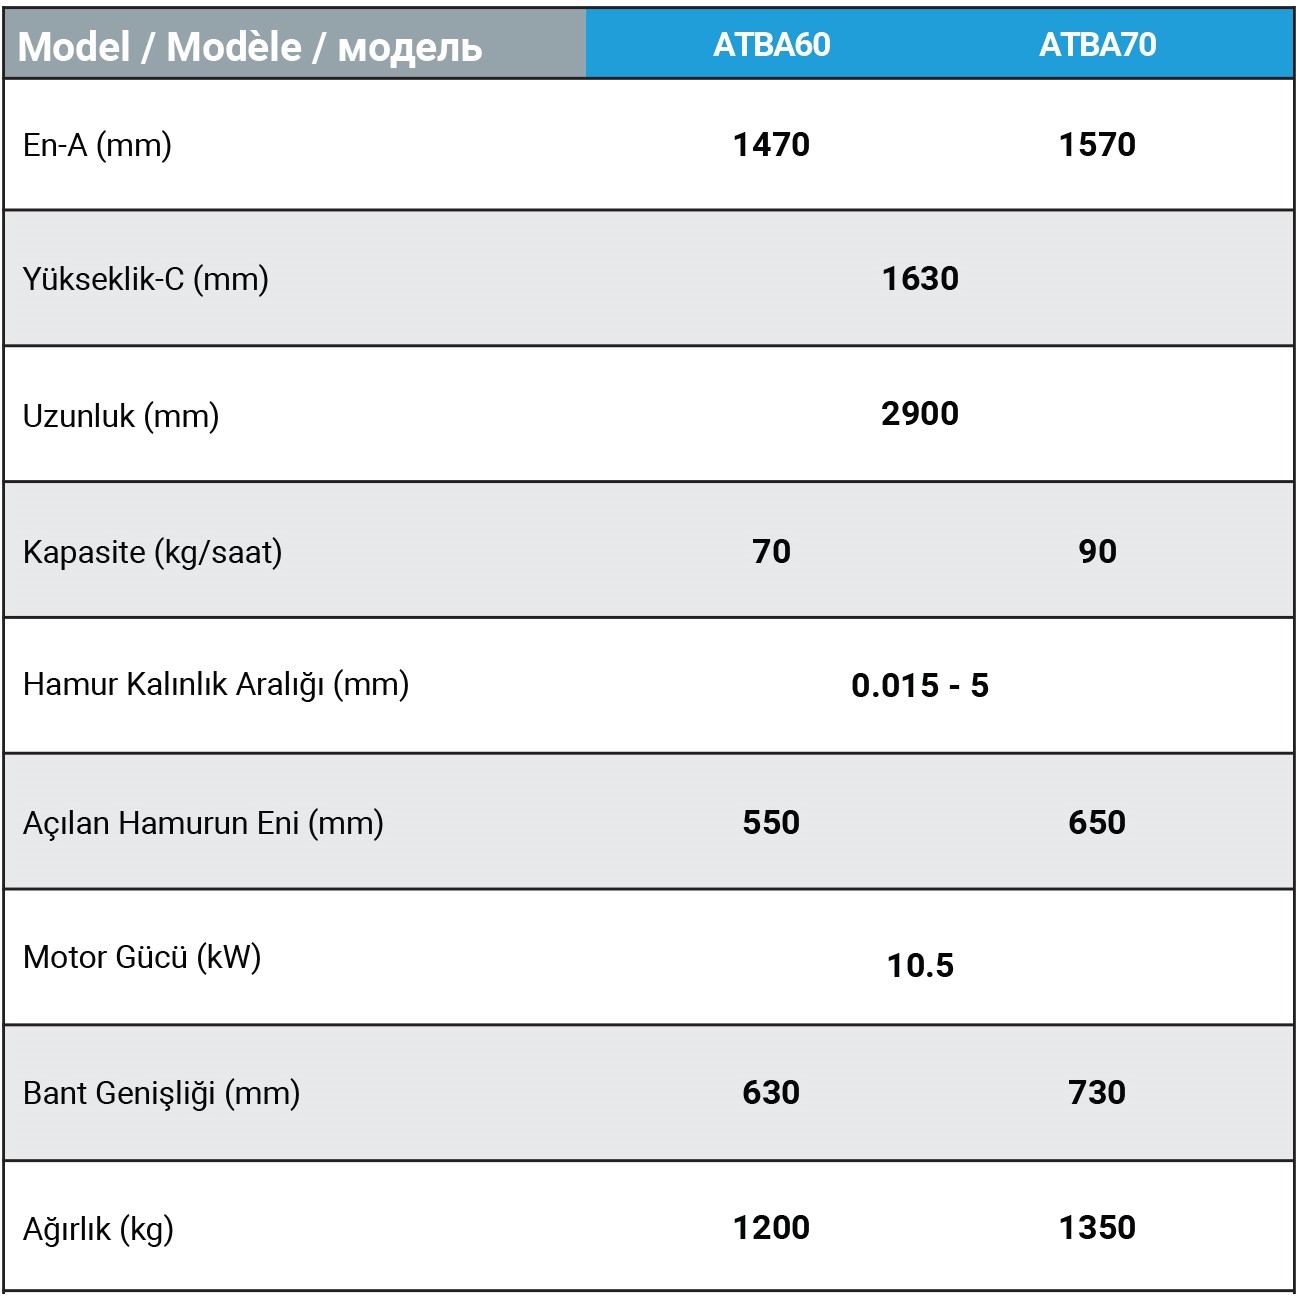 Model / Modèle / модель ATBA60 ATBA70
En-A (mm) 1470 1570
Yükseklik-C (mm) 1630
Uzunluk (mm) 2900
Kapasite (kg/saat) 70 90
Hamur Kalınlık Aralığı (mm) 0.015 - 5
Açılan Hamurun Eni (mm) 550 650
Motor Gücü (kW) 10.5
Bant Genişliği (mm) 630 730
Ağırlık (kg) 1200 1350